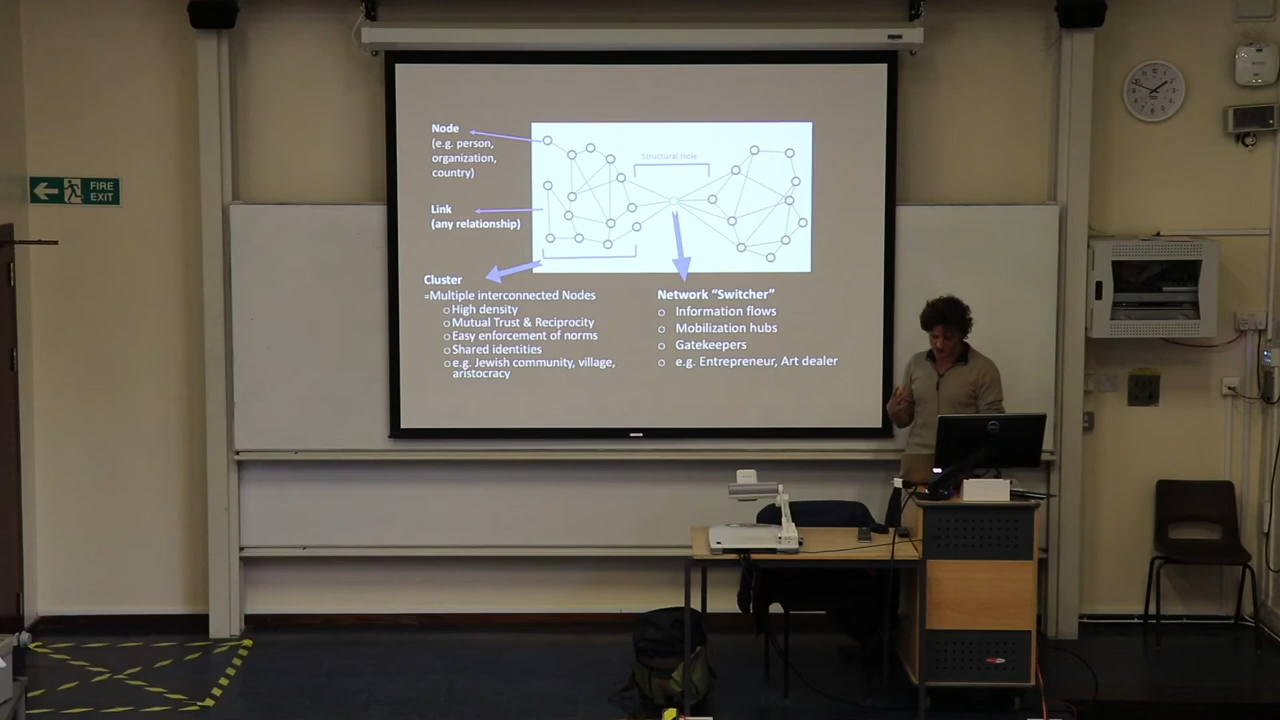 Node
(e.g. person,
organization,
country)
Structural Hole
Link
(any relationship)
Cluster
=Multiple interconnected Nodes
o High density
o Mutual Trust & Reciprocity
o Easy enforcement of norms
o Shared identities
o e.g. Jewish community, village,
aristocracy
Network “Switcher”
o Information flows
o Mobilization hubs
o Gatekeepers
o e.g. Entrepreneur, Art dealer
FIRE
EXIT
DELL